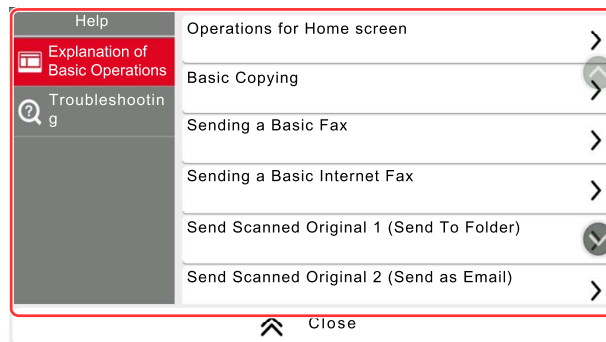 Help
Explanation of
Basic Operations
Troubleshootin
g
Operations for Home screen
Basic Copying
Sending a Basic Fax
Sending a Basic Internet Fax
Send Scanned Original 1 (Send To Folder)
Send Scanned Original 2 (Send as Email)
Close